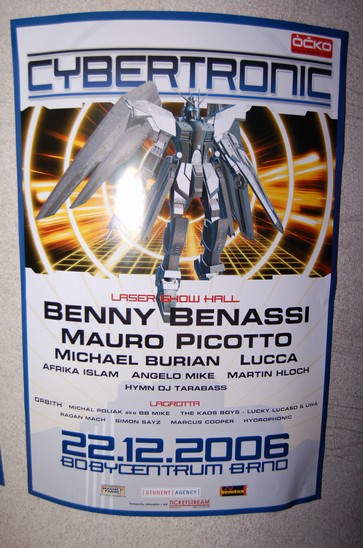 ÓČKO
CYBERTRONIC
LASER SHOW HALL
BENNY BENASSI
MAURO PICOTTO
MICHAEL BURIAN LUCCA
AFRIKA ISLAM ANGELO MIKE MARTIN HLOCH
HYMN DJ TARABASS
LAGROTTA
ORBITH MICHAL POLIAK aka BB MIKE THE KAOS BOYS - LUCKY LUCASO & UWA
RADAN MACH SIMON SAYZ MARCUS COOPER HYDROPHONIC
22.12.2006
BOBYCENTRUM BRNO
STUDENT AGENCY
TICKETSTREAM